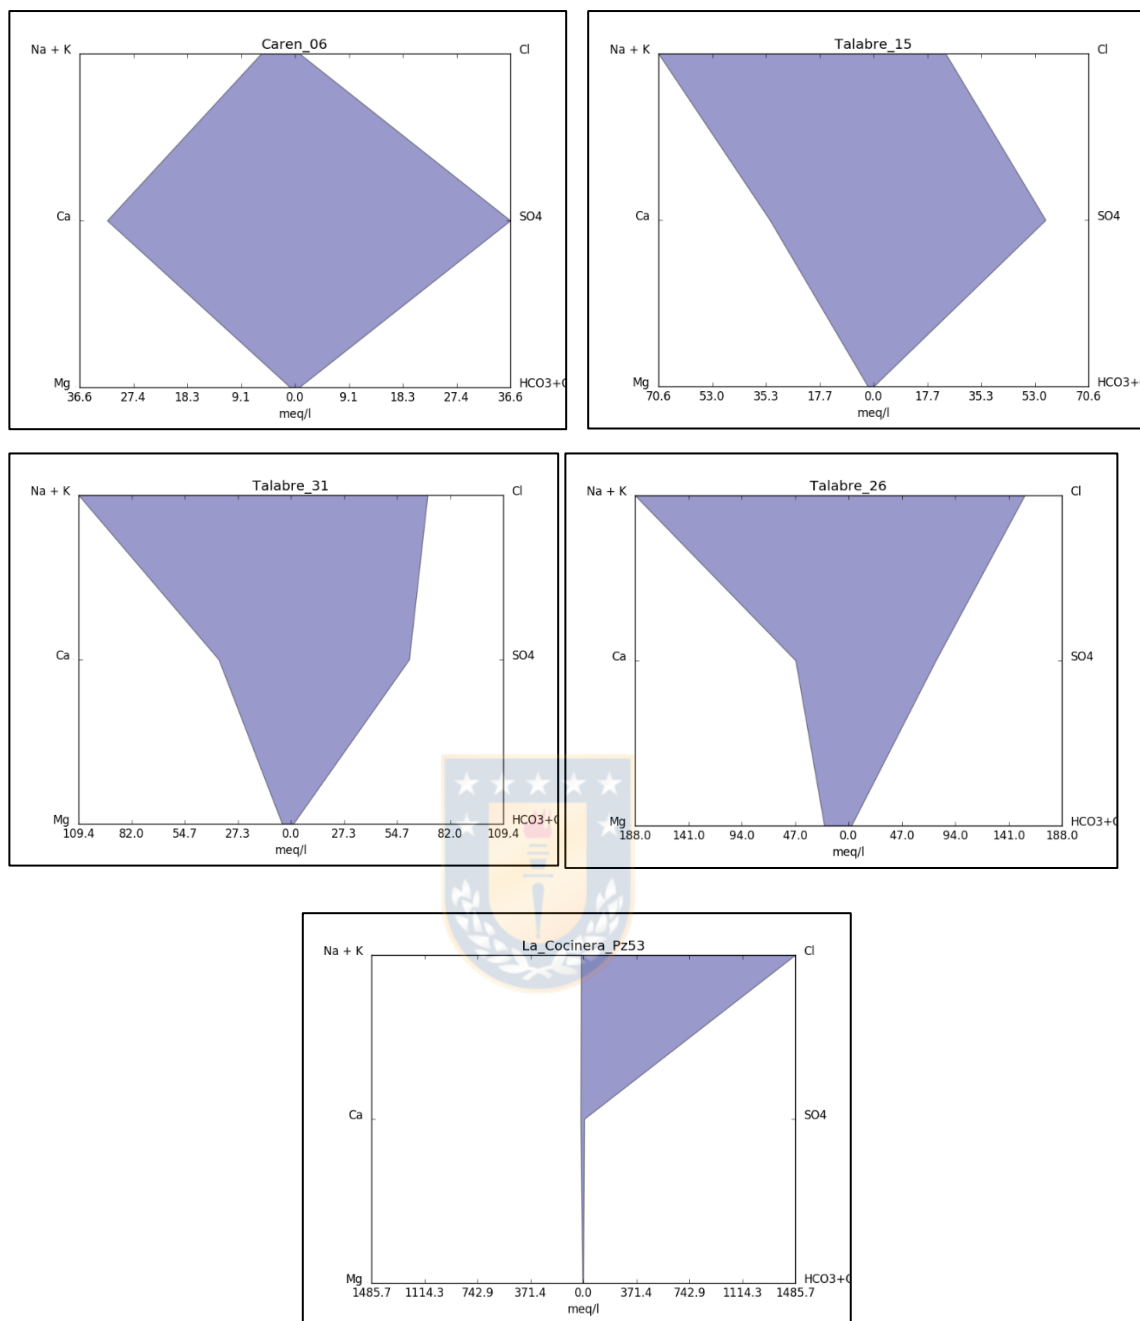 Caren_06
Na + K Cl
Ca SO4
Mg HCO3+C
36.6 27.4 18.3 9.1 0.0 9.1 18.3 27.4 36.6
meq/l
Talabre_15
Na + K Cl
Ca SO4
Mg HCO3+C
70.6 53.0 35.3 17.7 0.0 17.7 35.3 53.0 70.6
meq/l
Talabre_31
Na + K Cl
Ca SO4
Mg HCO3+C
109.4 82.0 54.7 27.3 0.0 27.3 54.7 82.0 109.4
meq/l
Talabre_26
Na + K Cl
Ca SO4
Mg HCO3+C
188.0 141.0 94.0 47.0 0.0 47.0 94.0 141.0 188.0
meq/l
La_Cocinera_Pz53
Na + K Cl
Ca SO4
Mg HCO3+C
1485.7 1114.3 742.9 371.4 0.0 371.4 742.9 1114.3 1485.7
meq/l